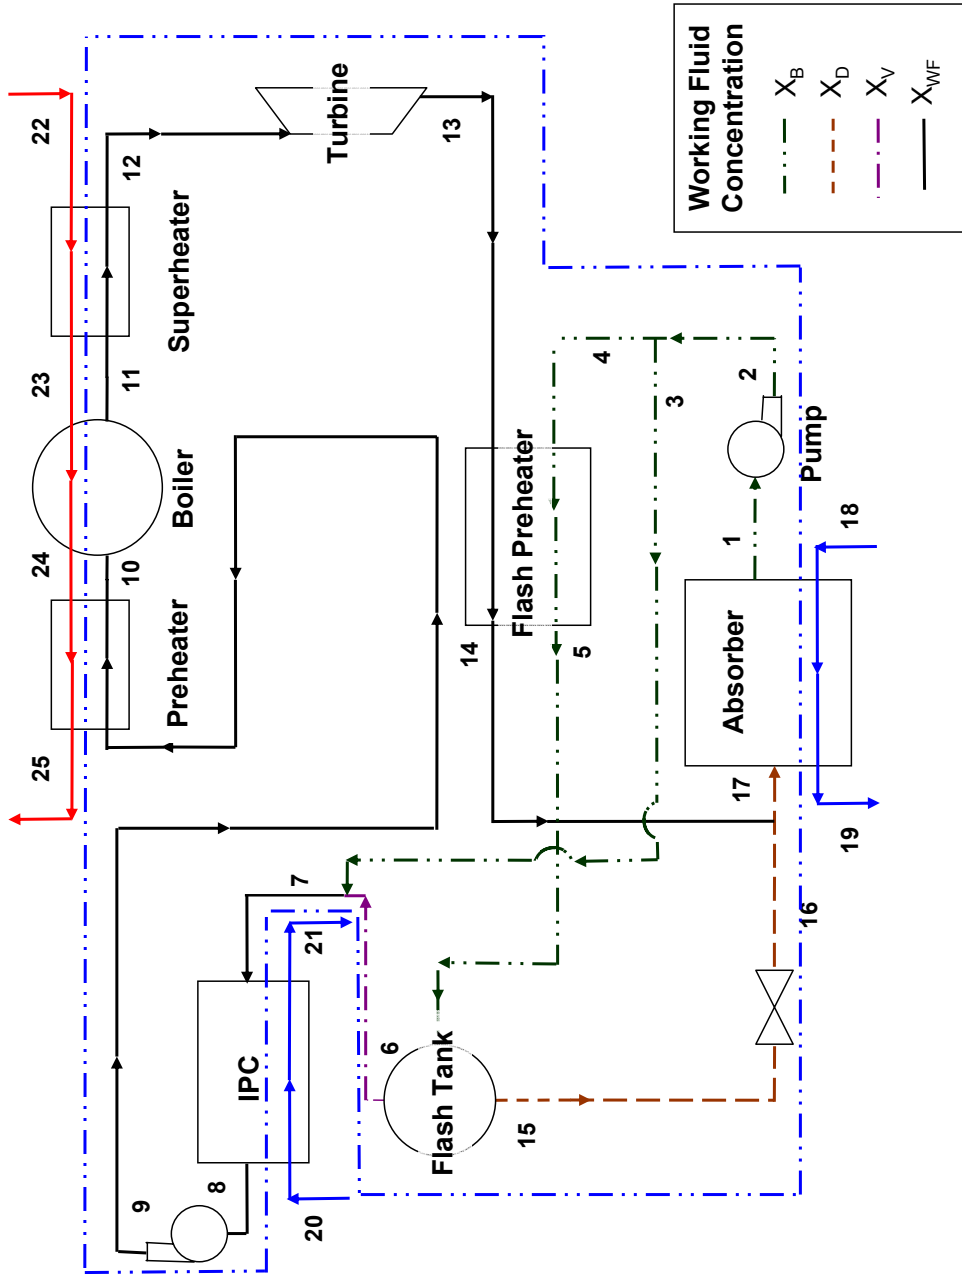 22
23
24
25
Superheater
Boiler
Preheater
12
11
10
Turbine
13
9
8
IPC
7
21
20
Flash Preheater
14
4
5
3
2
Pump
1
Absorber
18
19
17
16
6
Flash Tank
15
Working Fluid
Concentration
X_B
X_D
X_V
X_WF